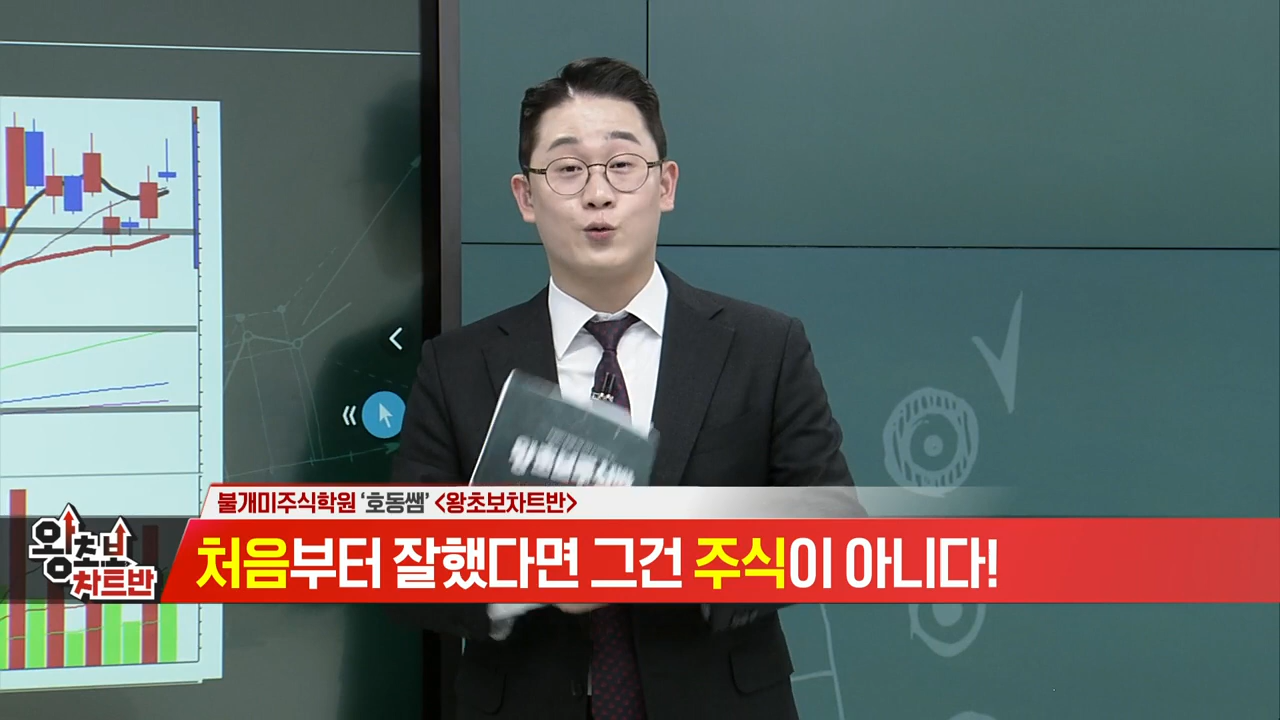 불개미주식학원 '호동쌤' <왕초보차트반>
왕초보
차트반
처음부터 잘했다면 그건 주식이 아니다!